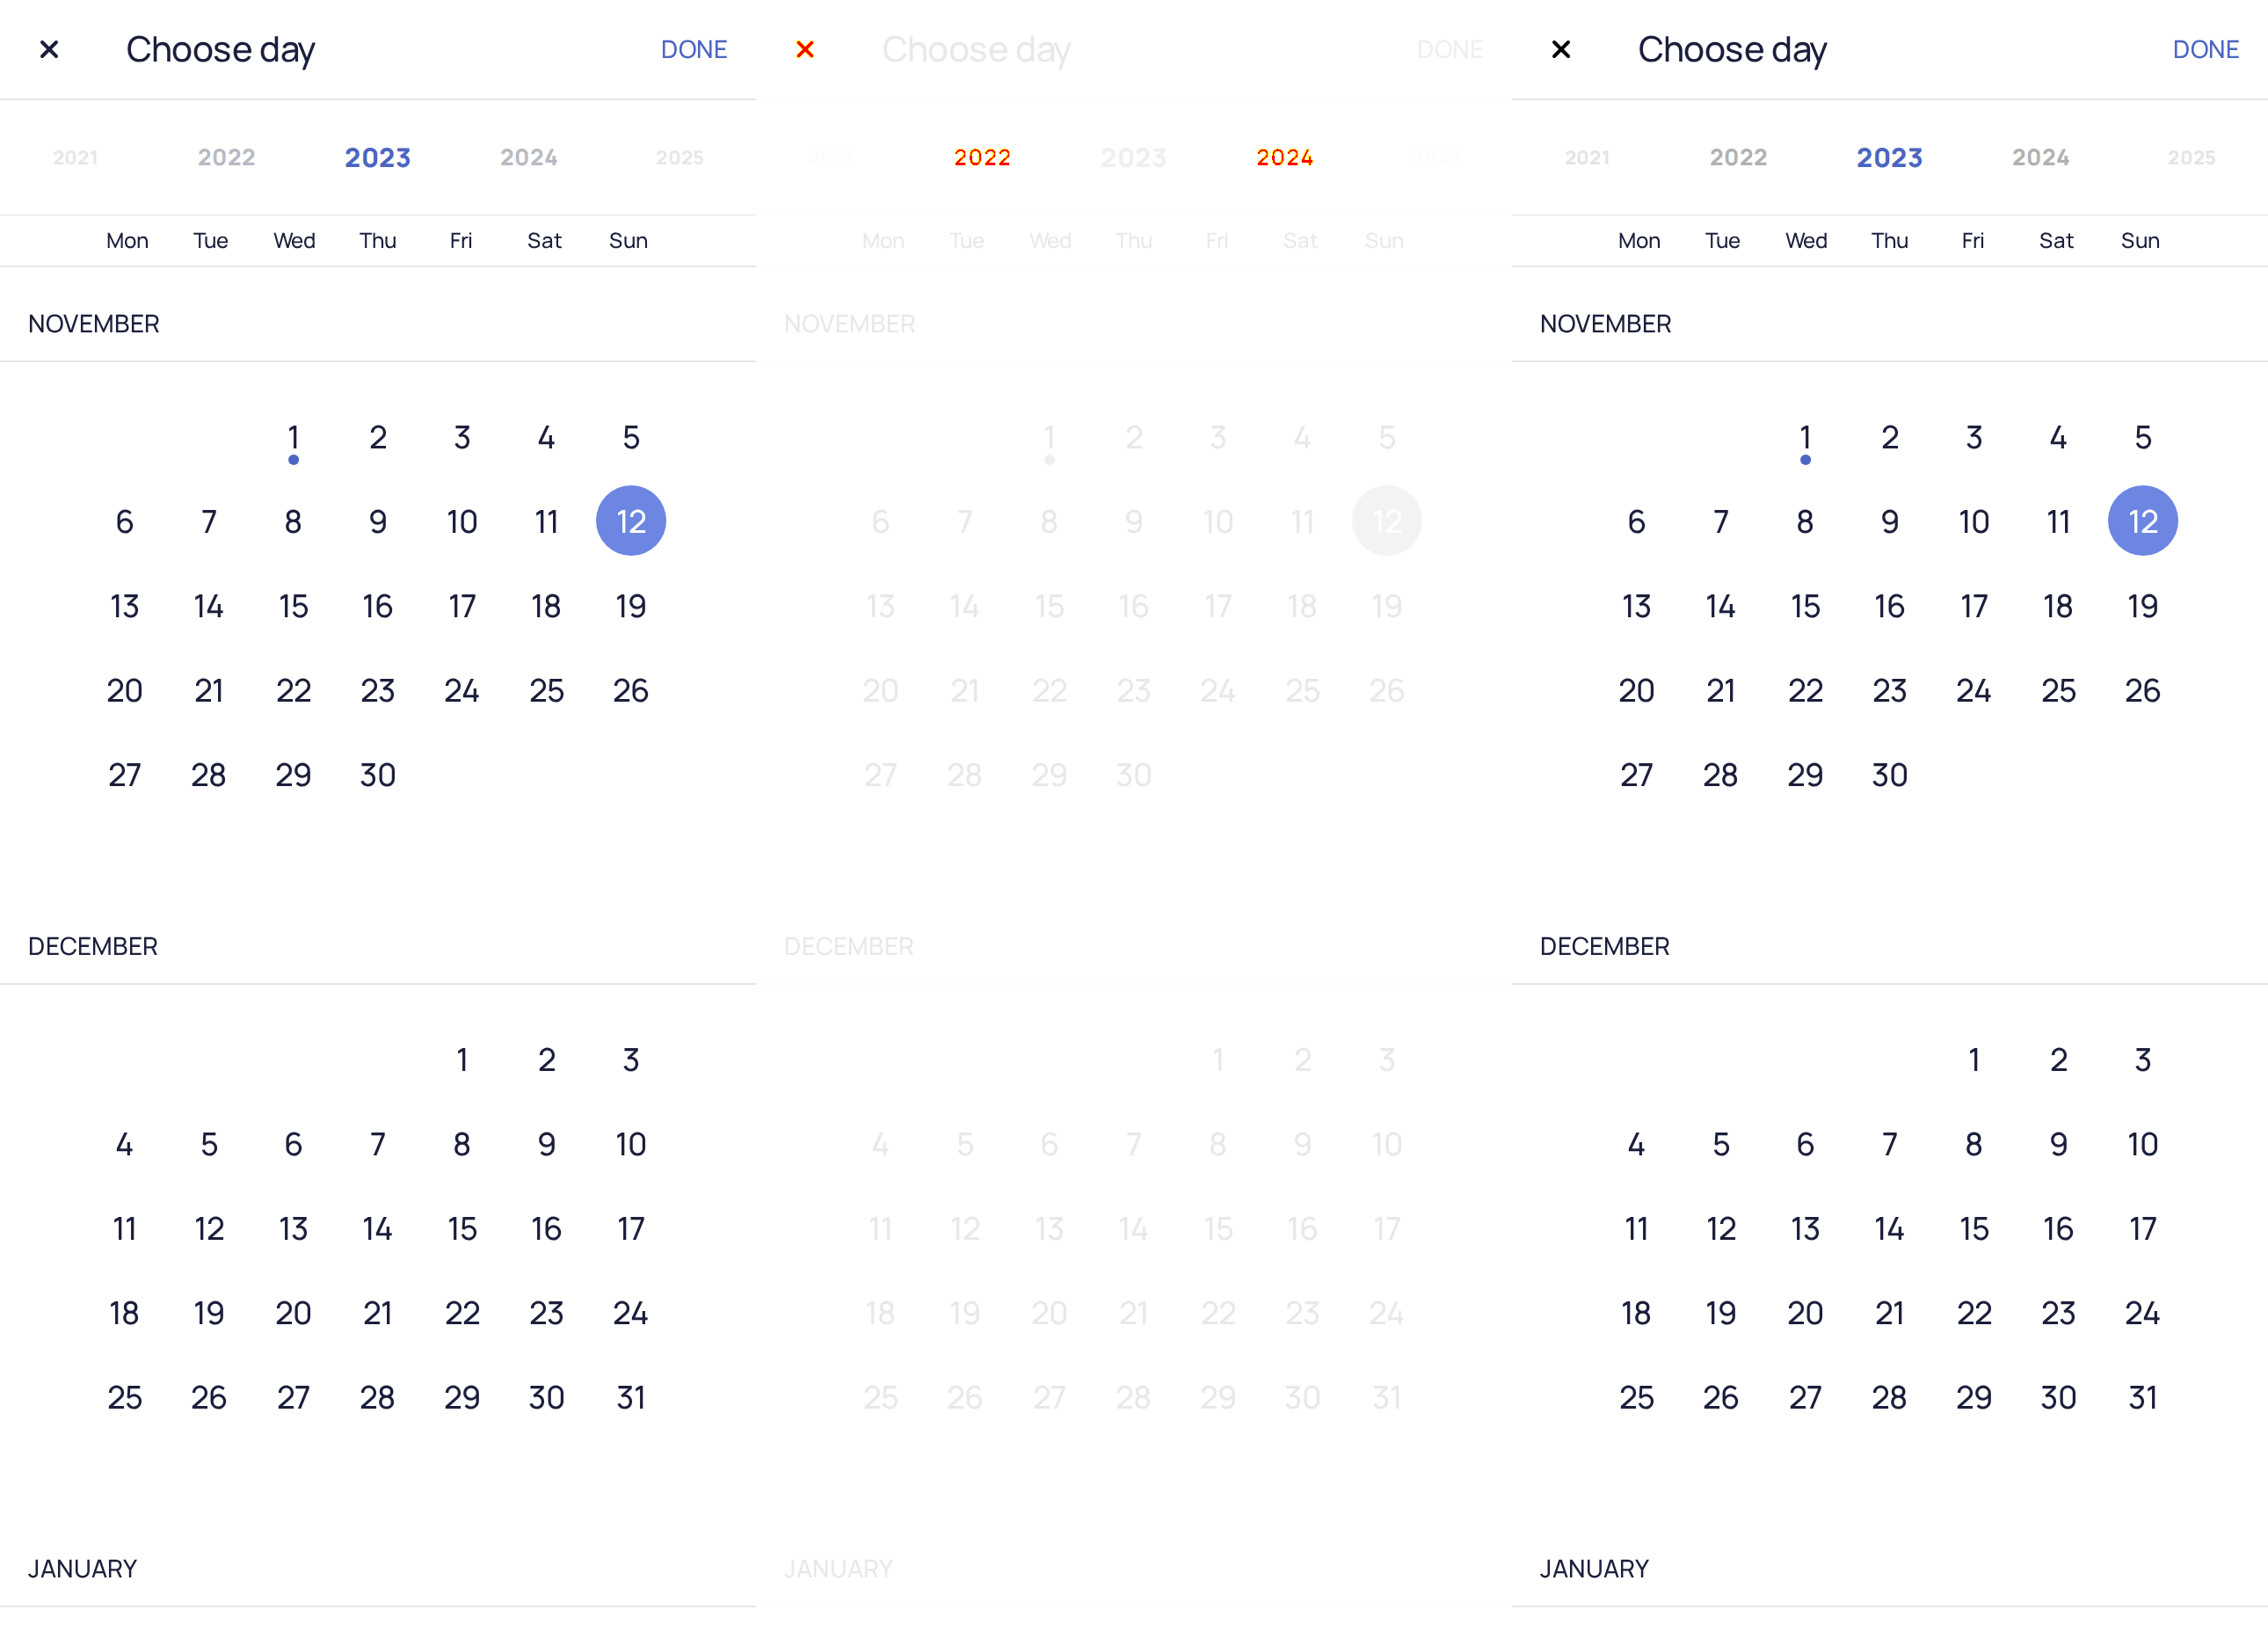 Choose day DONE
2021 2022 2023 2024 2025
Mon Tue Wed Thu Fri Sat Sun
NOVEMBER
1 2 3 4 5
6 7 8 9 10 11 12
13 14 15 16 17 18 19
20 21 22 23 24 25 26
27 28 29 30
DECEMBER
1 2 3
4 5 6 7 8 9 10
11 12 13 14 15 16 17
18 19 20 21 22 23 24
25 26 27 28 29 30 31
JANUARY
Choose day DONE
2021 2022 2023 2024 2025
Mon Tue Wed Thu Fri Sat Sun
NOVEMBER
1 2 3 4 5
6 7 8 9 10 11 12
13 14 15 16 17 18 19
20 21 22 23 24 25 26
27 28 29 30
DECEMBER
1 2 3
4 5 6 7 8 9 10
11 12 13 14 15 16 17
18 19 20 21 22 23 24
25 26 27 28 29 30 31
JANUARY
Choose day DONE
2021 2022 2023 2024 2025
Mon Tue Wed Thu Fri Sat Sun
NOVEMBER
1 2 3 4 5
6 7 8 9 10 11 12
13 14 15 16 17 18 19
20 21 22 23 24 25 26
27 28 29 30
DECEMBER
1 2 3
4 5 6 7 8 9 10
11 12 13 14 15 16 17
18 19 20 21 22 23 24
25 26 27 28 29 30 31
JANUARY